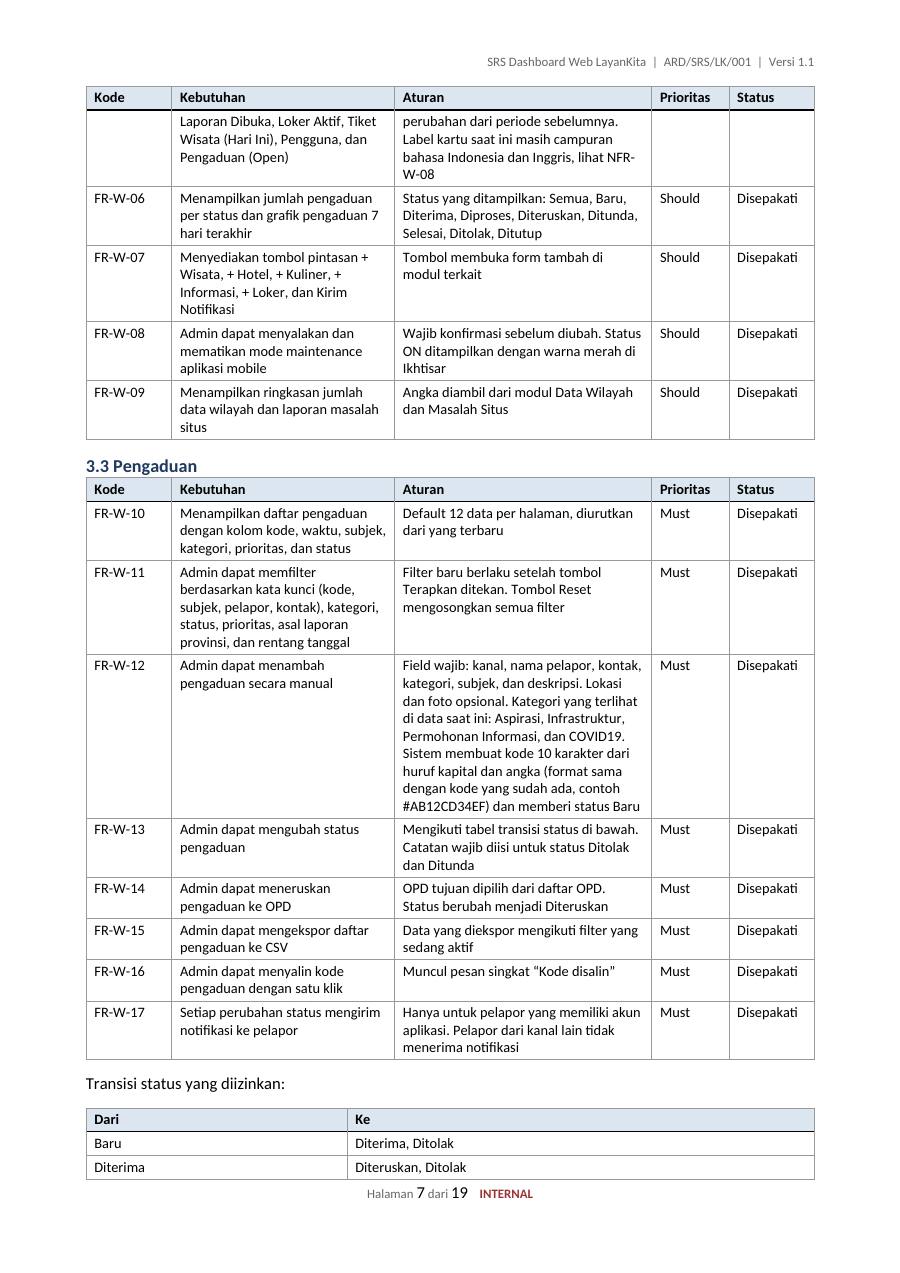 SRS Dashboard Web LayanKita | ARD/SRS/LK/001 | Versi 1.1
Kode Kebutuhan Aturan Prioritas Status
Laporan Dibuka, Loker Aktif, Tiket perubahan dari periode sebelumnya.
Wisata (Hari Ini), Pengguna, dan Label kartu saat ini masih campuran
Pengaduan (Open) bahasa Indonesia dan Inggris, lihat NFR-
W-08
FR-W-06 Menampilkan jumlah pengaduan Status yang ditampilkan: Semua, Baru, Should Disepakati
per status dan grafik pengaduan 7 Diterima, Diproses, Diteruskan, Ditunda,
hari terakhir Selesai, Ditolak, Ditutup
FR-W-07 Menyediakan tombol pintasan + Tombol membuka form tambah di Should Disepakati
Wisata, + Hotel, + Kuliner, + modul terkait
Informasi, + Loker, dan Kirim
Notifikasi
FR-W-08 Admin dapat menyalakan dan Wajib konfirmasi sebelum diubah. Status Should Disepakati
mematikan mode maintenance ON ditampilkan dengan warna merah di
aplikasi mobile Ikhtisar
FR-W-09 Menampilkan ringkasan jumlah Angka diambil dari modul Data Wilayah Should Disepakati
data wilayah dan laporan masalah dan Masalah Situs
situs
3.3 Pengaduan
Kode Kebutuhan Aturan Prioritas Status
FR-W-10 Menampilkan daftar pengaduan Default 12 data per halaman, diurutkan Must Disepakati
dengan kolom kode, waktu, subjek, dari yang terbaru
kategori, prioritas, dan status
FR-W-11 Admin dapat memfilter Filter baru berlaku setelah tombol Must Disepakati
berdasarkan kata kunci (kode, Terapkan ditekan. Tombol Reset
subjek, pelapor, kontak), kategori, mengosongkan semua filter
status, prioritas, asal laporan
provinsi, dan rentang tanggal
FR-W-12 Admin dapat menambah Field wajib: kanal, nama pelapor, kontak, Must Disepakati
pengaduan secara manual kategori, subjek, dan deskripsi. Lokasi
dan foto opsional. Kategori yang terlihat
di data saat ini: Aspirasi, Infrastruktur,
Permohonan Informasi, dan COVID19.
Sistem membuat kode 10 karakter dari
huruf kapital dan angka (format sama
dengan kode yang sudah ada, contoh
#AB12CD34EF) dan memberi status Baru
FR-W-13 Admin dapat mengubah status Mengikuti tabel transisi status di bawah. Must Disepakati
pengaduan Catatan wajib diisi untuk status Ditolak
dan Ditunda
FR-W-14 Admin dapat meneruskan OPD tujuan dipilih dari daftar OPD. Must Disepakati
pengaduan ke OPD Status berubah menjadi Diteruskan
FR-W-15 Admin dapat mengekspor daftar Data yang diekspor mengikuti filter yang Must Disepakati
pengaduan ke CSV sedang aktif
FR-W-16 Admin dapat menyalin kode Muncul pesan singkat “Kode disalin” Must Disepakati
pengaduan dengan satu klik
FR-W-17 Setiap perubahan status mengirim Hanya untuk pelapor yang memiliki akun Must Disepakati
notifikasi ke pelapor aplikasi. Pelapor dari kanal lain tidak
menerima notifikasi
Transisi status yang diizinkan:
Dari Ke
Baru Diterima, Ditolak
Diterima Diteruskan, Ditolak
Halaman 7 dari 19 INTERNAL